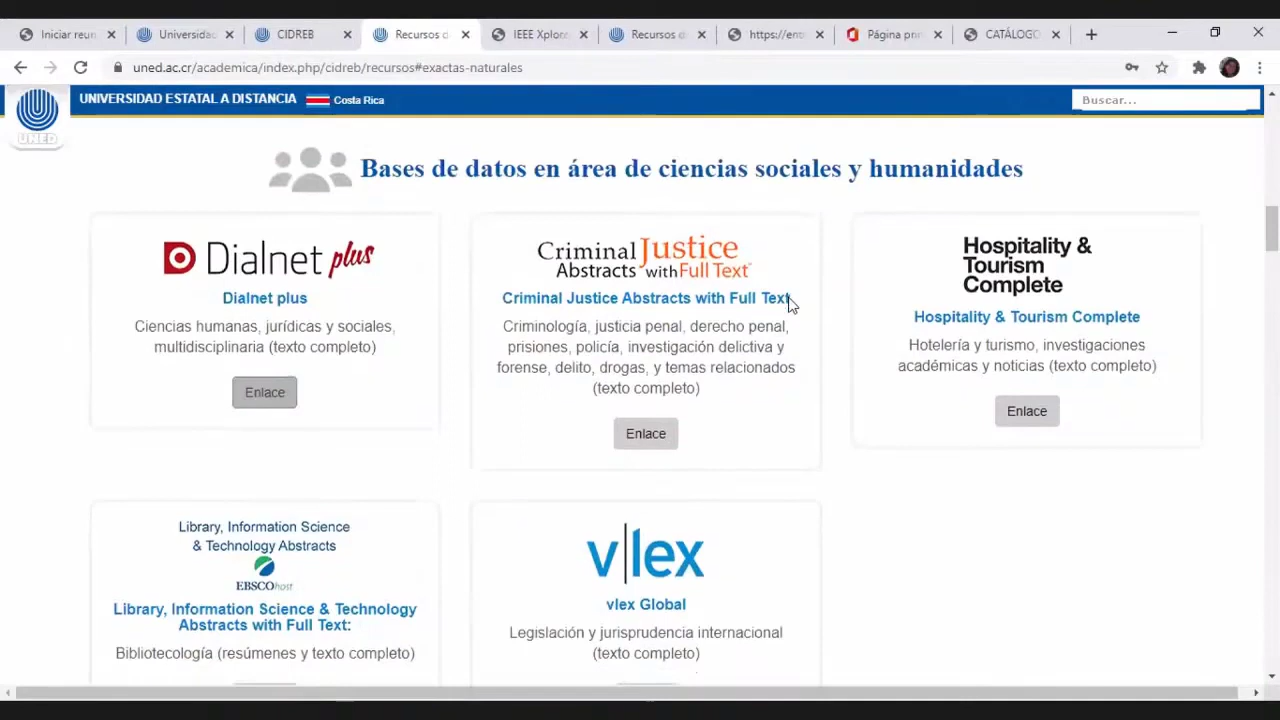 Iniciar reun
Universida
CIDREB
Recursos d
IEEE Xplor
Recursos d
https://ent
Página prin
CATÁLOGO
uned.ac.cr/academica/index.php/cidreb/recursos#exactas-naturales
UNED
UNIVERSIDAD ESTATAL A DISTANCIA
Costa Rica
Buscar...
Bases de datos en área de ciencias sociales y humanidades
Dialnet plus
Dialnet plus
Ciencias humanas, jurídicas y sociales,
multidisciplinaria (texto completo)
Enlace
Criminal Justice
Abstracts with Full Text
Criminal Justice Abstracts with Full Text
Criminología, justicia penal, derecho penal,
prisiones, policía, investigación delictiva y
forense, delito, drogas, y temas relacionados
(texto completo)
Enlace
Hospitality &
Tourism
Complete
Hospitality & Tourism Complete
Hotelería y turismo, investigaciones
académicas y noticias (texto completo)
Enlace
Library, Information Science
& Technology Abstracts
EBSCOhost
Library, Information Science & Technology
Abstracts with Full Text:
Bibliotecología (resúmenes y texto completo)
v|lex
vlex Global
Legislación y jurisprudencia internacional
(texto completo)